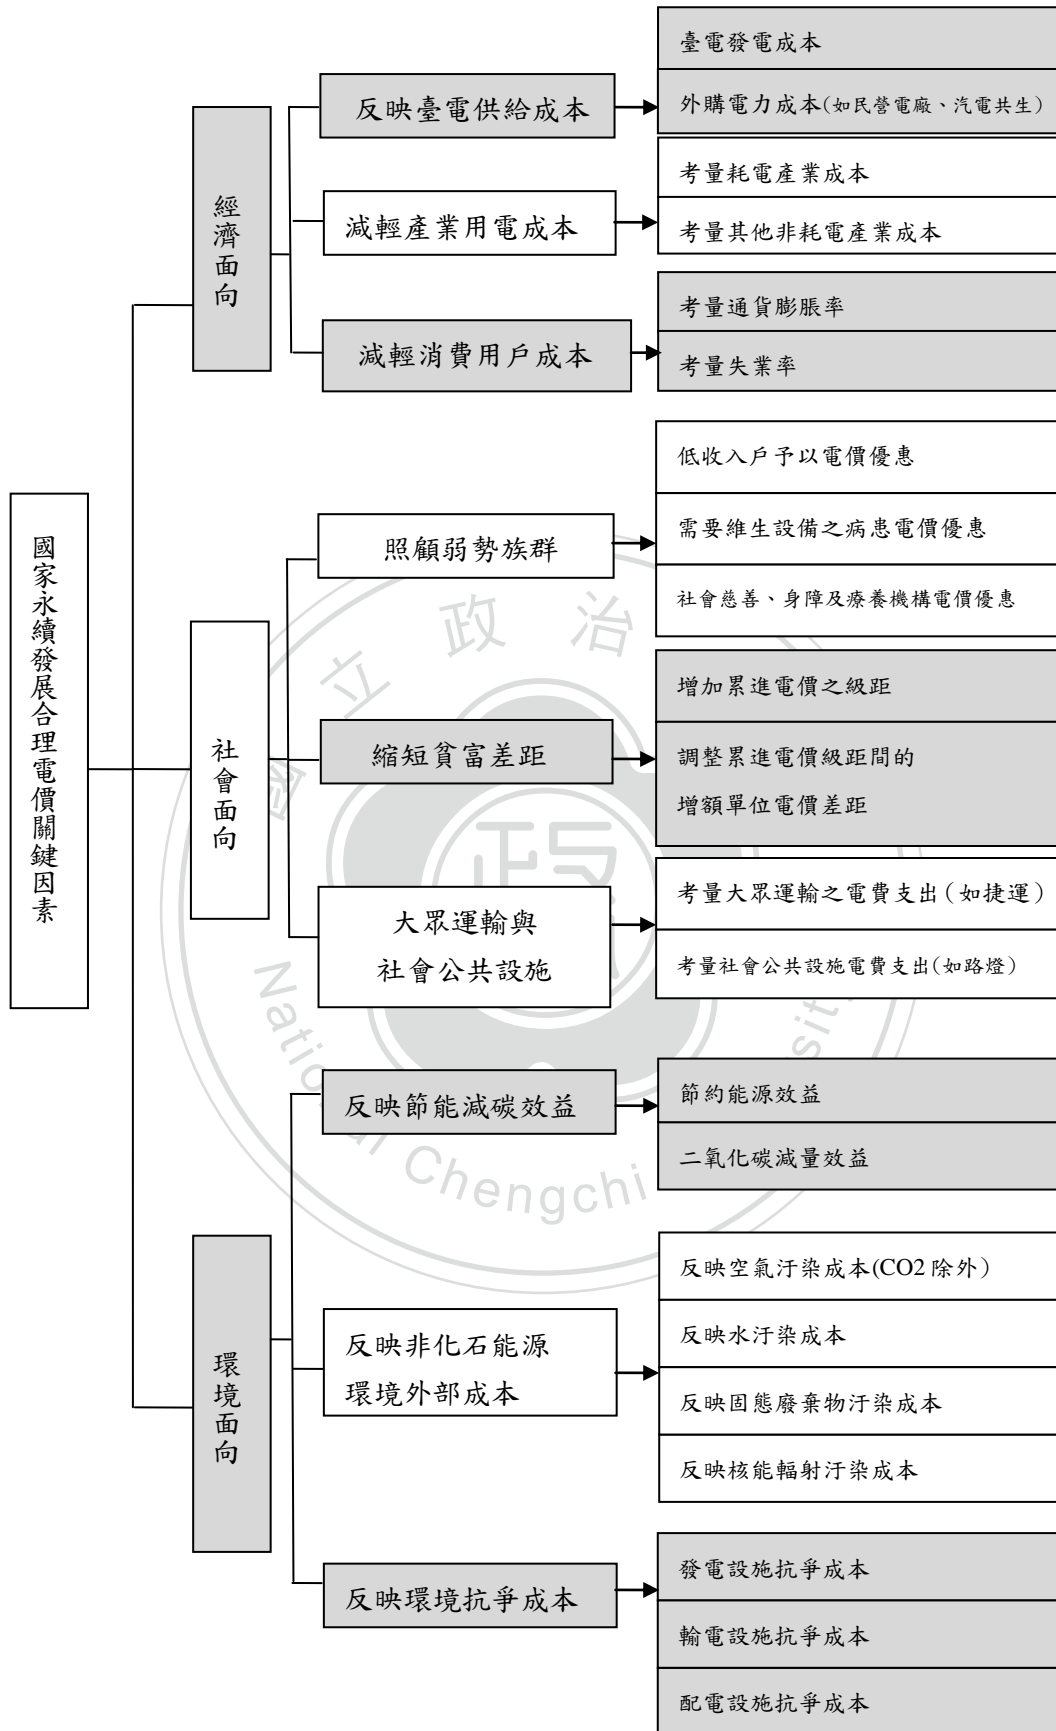 國家永續發展合理電價關鍵因素
經濟面向
反映臺電供給成本
臺電發電成本
外購電力成本(如民營電廠、汽電共生)
減輕產業用電成本
考量耗電產業成本
考量其他非耗電產業成本
減輕消費用戶成本
考量通貨膨脹率
考量失業率
社會面向
照顧弱勢族群
低收入戶予以電價優惠
需要維生設備之病患電價優惠
社會慈善、身障及療養機構電價優惠
縮短貧富差距
增加累進電價之級距
調整累進電價級距間的
增額單位電價差距
大眾運輸與
社會公共設施
考量大眾運輸之電費支出(如捷運)
考量社會公共設施電費支出(如路燈)
環境面向
反映節能減碳效益
節約能源效益
二氧化碳減量效益
反映非化石能源
環境外部成本
反映空氣汙染成本(CO2 除外)
反映水汙染成本
反映固態廢棄物汙染成本
反映核能輻射汙染成本
反映環境抗爭成本
發電設施抗爭成本
輸電設施抗爭成本
配電設施抗爭成本
立政治
Chengchi